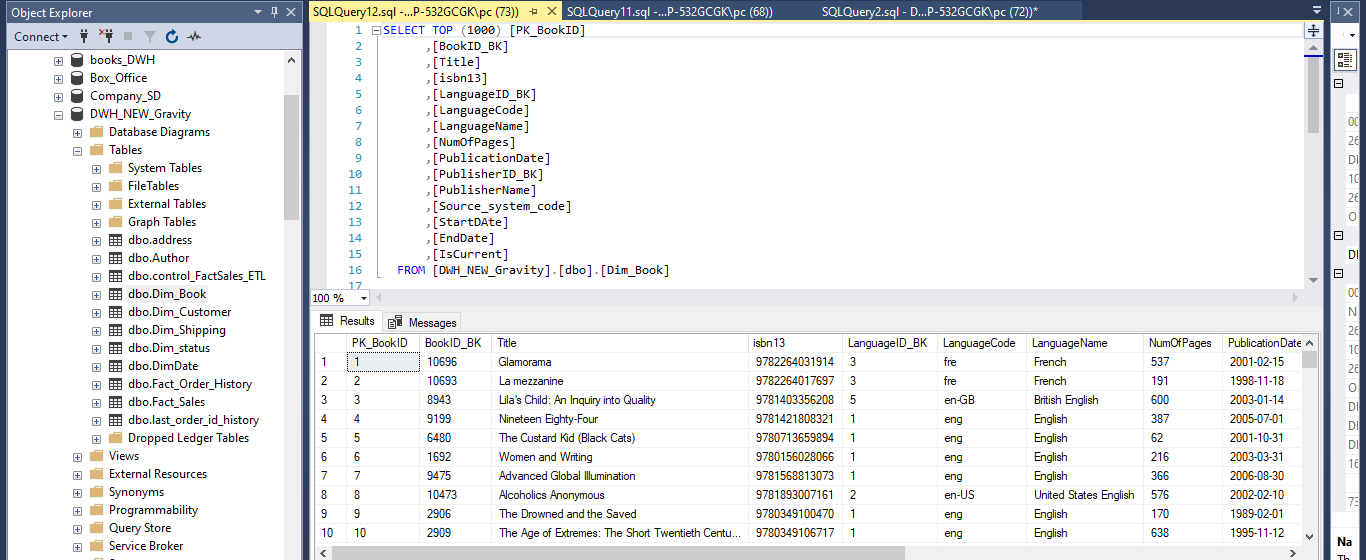 Object Explorer
Connect
books_DWH
Box_Office
Company_SD
DWH_NEW_Gravity
Database Diagrams
Tables
System Tables
FileTables
External Tables
Graph Tables
dbo.address
dbo.Author
dbo.control_FactSales_ETL
dbo.Dim_Book
dbo.Dim_Customer
dbo.Dim_Shipping
dbo.Dim_status
dbo.DimDate
dbo.Fact_Order_History
dbo.Fact_Sales
dbo.last_order_id_history
Dropped Ledger Tables
Views
External Resources
Synonyms
Programmability
Query Store
Service Broker
SQLQuery12.sql -...P-532GCGK\pc (73)) SQLQuery11.sql -...P-532GCGK\pc (68)) SQLQuery2.sql - D...P-532GCGK\pc (72))*
1 SELECT TOP (1000) [PK_BookID]
2 ,[BookID_BK]
3 ,[Title]
4 ,[isbn13]
5 ,[LanguageID_BK]
6 ,[LanguageCode]
7 ,[LanguageName]
8 ,[NumOfPages]
9 ,[PublicationDate]
10 ,[PublisherID_BK]
11 ,[PublisherName]
12 ,[Source_system_code]
13 ,[StartDAte]
14 ,[EndDate]
15 ,[IsCurrent]
16 FROM [DWH_NEW_Gravity].[dbo].[Dim_Book]
17
100 %
Results Messages
PK_BookID BookID_BK Title isbn13 LanguageID_BK LanguageCode LanguageName NumOfPages PublicationDate
1 1 10696 Glamorama 9782264031914 3 fre French 537 2001-02-15
2 2 10693 La mezzanine 9782264017697 3 fre French 191 1998-11-18
3 3 8943 Lila's Child: An Inquiry into Quality 9781403356208 5 en-GB British English 600 2003-01-14
4 4 9199 Nineteen Eighty-Four 9781421808321 1 eng English 387 2005-07-01
5 5 6480 The Custard Kid (Black Cats) 9780713659894 1 eng English 62 2001-10-31
6 6 1692 Women and Writing 9780156028066 1 eng English 216 2003-03-31
7 7 9475 Advanced Global Illumination 9781568813073 1 eng English 366 2006-08-30
8 8 10473 Alcoholics Anonymous 9781893007161 2 en-US United States English 576 2002-02-10
9 9 2906 The Drowned and the Saved 9780349100470 1 eng English 170 1989-02-01
10 10 2909 The Age of Extremes: The Short Twentieth Centu... 9780349106717 1 eng English 638 1995-11-12
Na